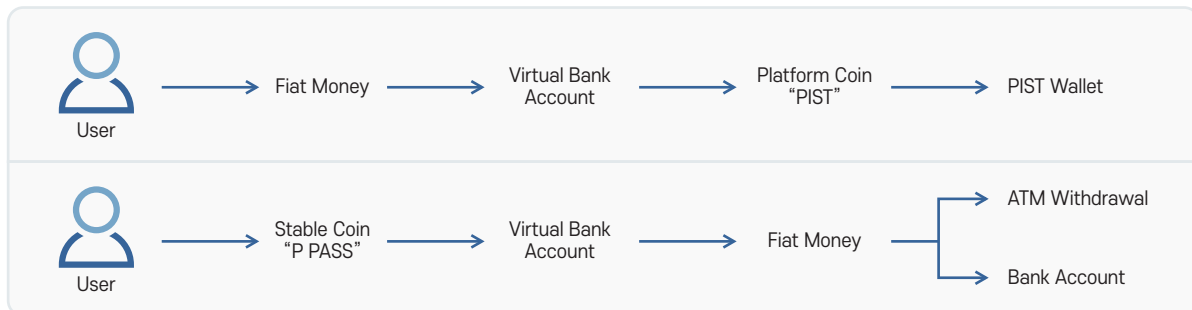 User
Fiat Money
Virtual Bank
Account
Platform Coin
“PIST”
PIST Wallet
User
Stable Coin
“P PASS”
Virtual Bank
Account
Fiat Money
ATM Withdrawal
Bank Account